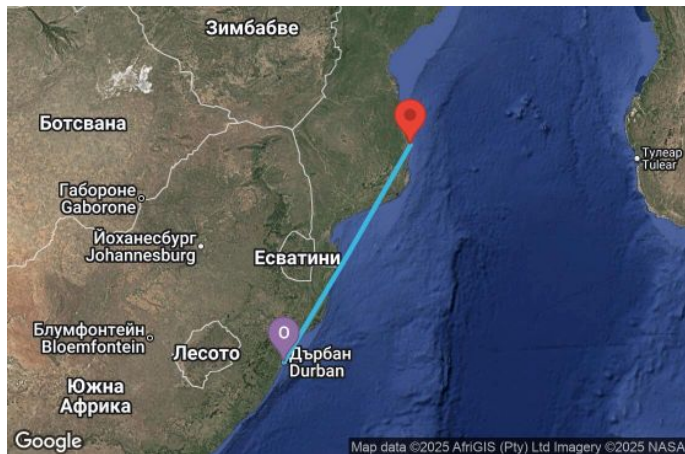 Зимбабве
Ботсвана
Тулеар
Tulear
Габороне
Gaborone
Йоханесбург
Johannesburg
Есватини
O
Блумфонтейн
Bloemfontein
Лесото
Дърбан
Durban
Южна
Африка
Google
Map data ©2025 AfriGIS (Pty) Ltd Imagery ©2025 NASA